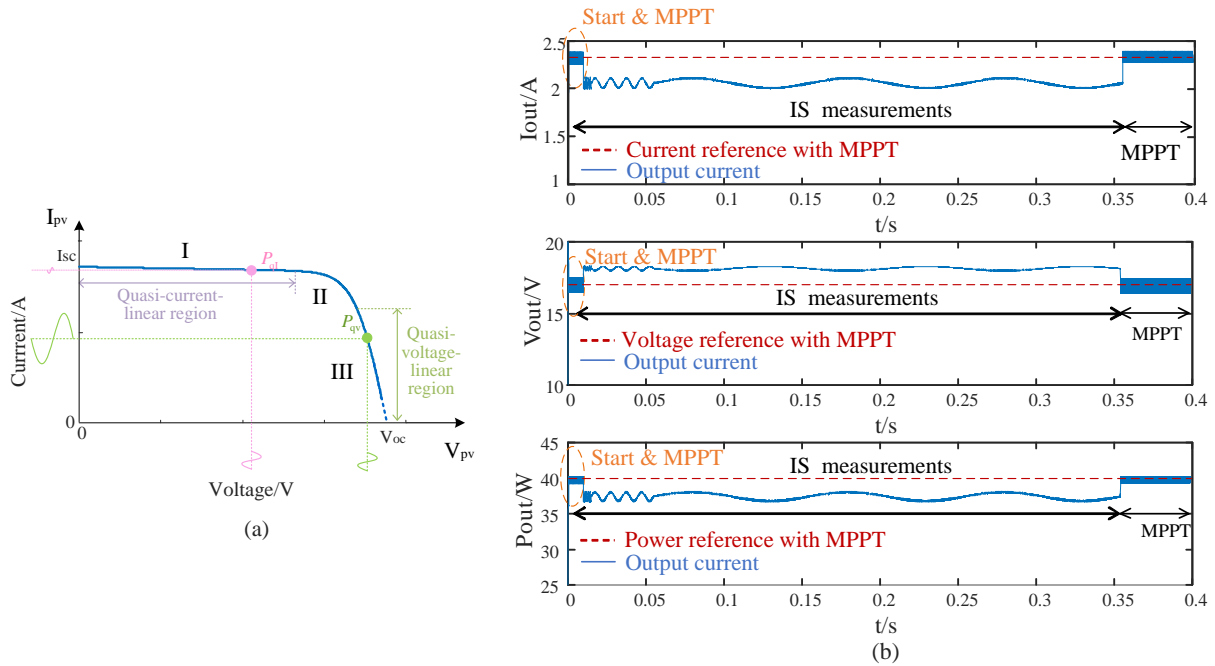 (a)
I_pv
Isc
I
P_qI
II
Quasi-current-
linear region
P_qv
Quasi-
voltage-
linear
region
III
Currrent/A
0
0
Voc
V_pv
Voltage/V
(a)
(b)
Start & MPPT
2.5
2
1.5
1
Iout/A
IS measurements
MPPT
Current reference with MPPT
Output current
0 0.05 0.1 0.15 0.2 0.25 0.3 0.35 0.4
t/s
20
15
10
Vout/V
Start & MPPT
IS measurements
MPPT
Voltage reference with MPPT
Output current
0 0.05 0.1 0.15 0.2 0.25 0.3 0.35 0.4
t/s
45
40
35
30
25
Pout/W
Start & MPPT
IS measurements
MPPT
Power reference with MPPT
Output current
0 0.05 0.1 0.15 0.2 0.25 0.3 0.35 0.4
t/s
(b)